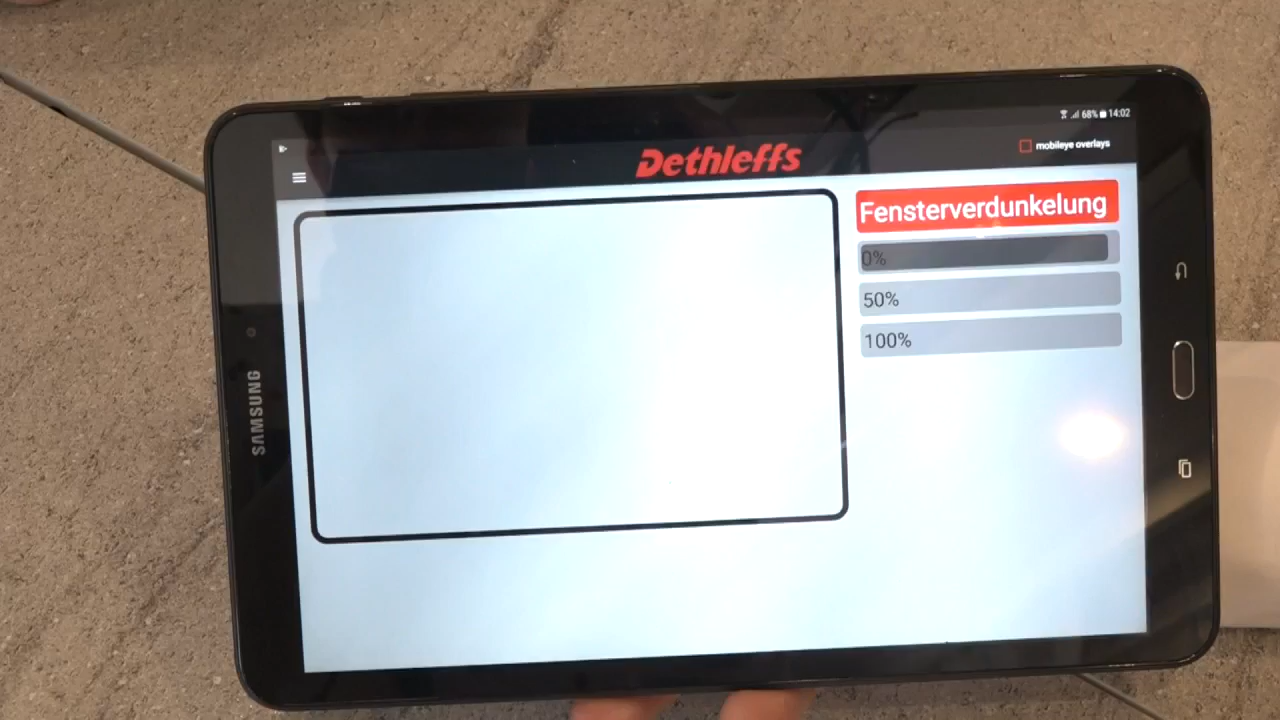 68% 14:02
Dethleffs
mobileye overlays
Fensterverdunkelung
0%
50%
100%
SAMSUNG